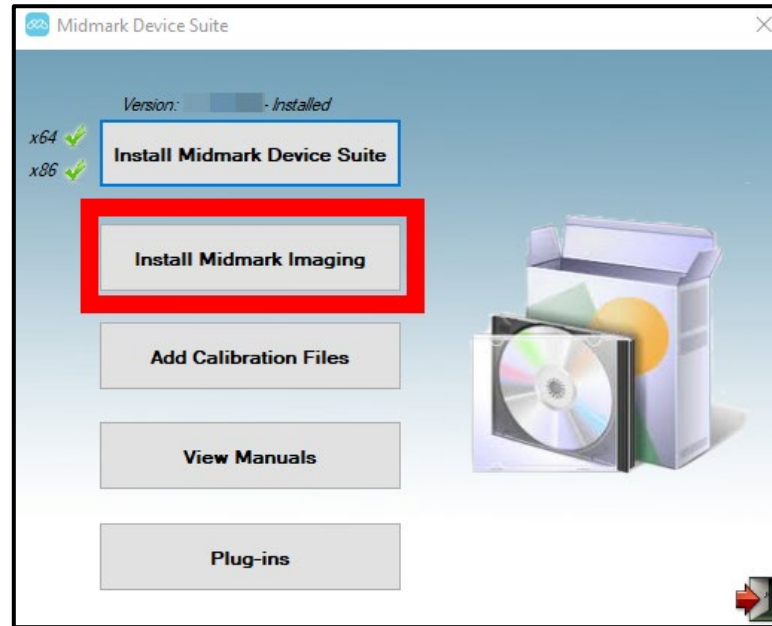 Midmark Device Suite
Version: - Installed
x64
Install Midmark Device Suite
x86
Install Midmark Imaging
Add Calibration Files
View Manuals
Plug-ins